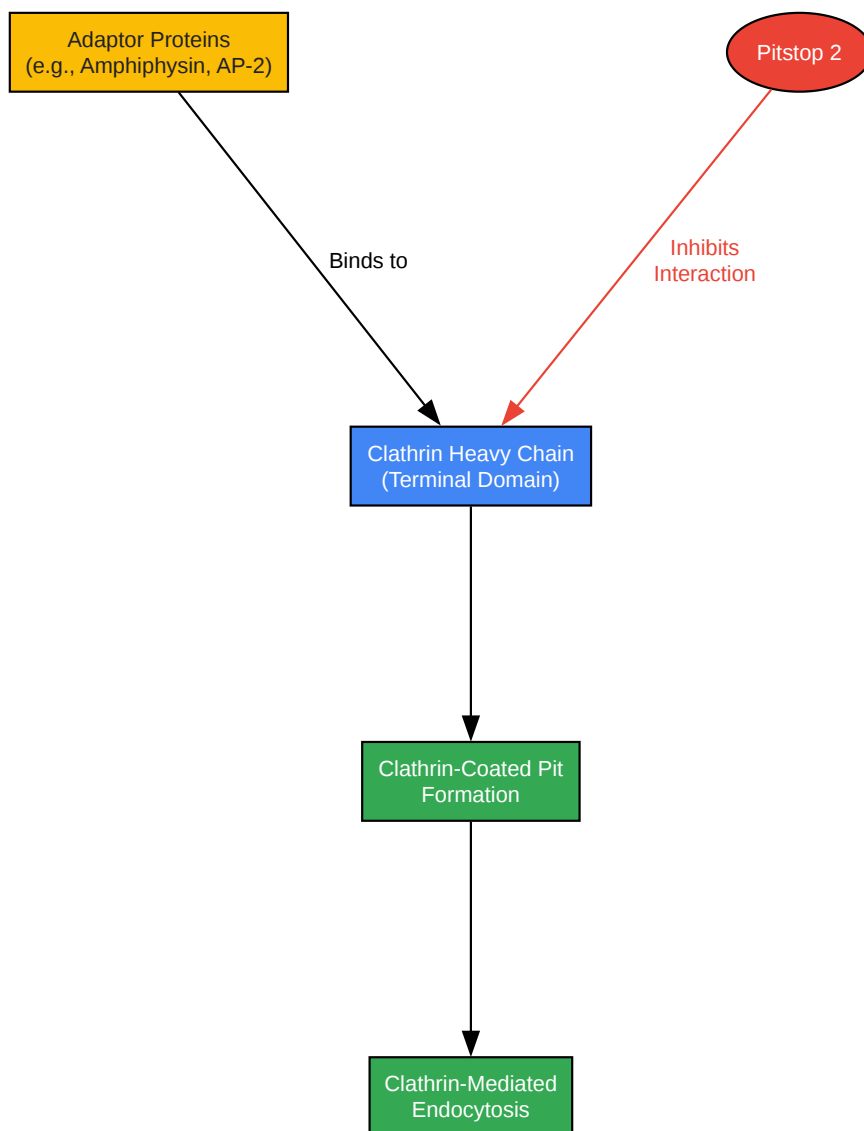 Adaptor Proteins
(e.g., Amphiphysin, AP-2)
Pitstop 2
Binds to
Inhibits
Interaction
Clathrin Heavy Chain
(Terminal Domain)
Clathrin-Coated Pit
Formation
Clathrin-Mediated
Endocytosis